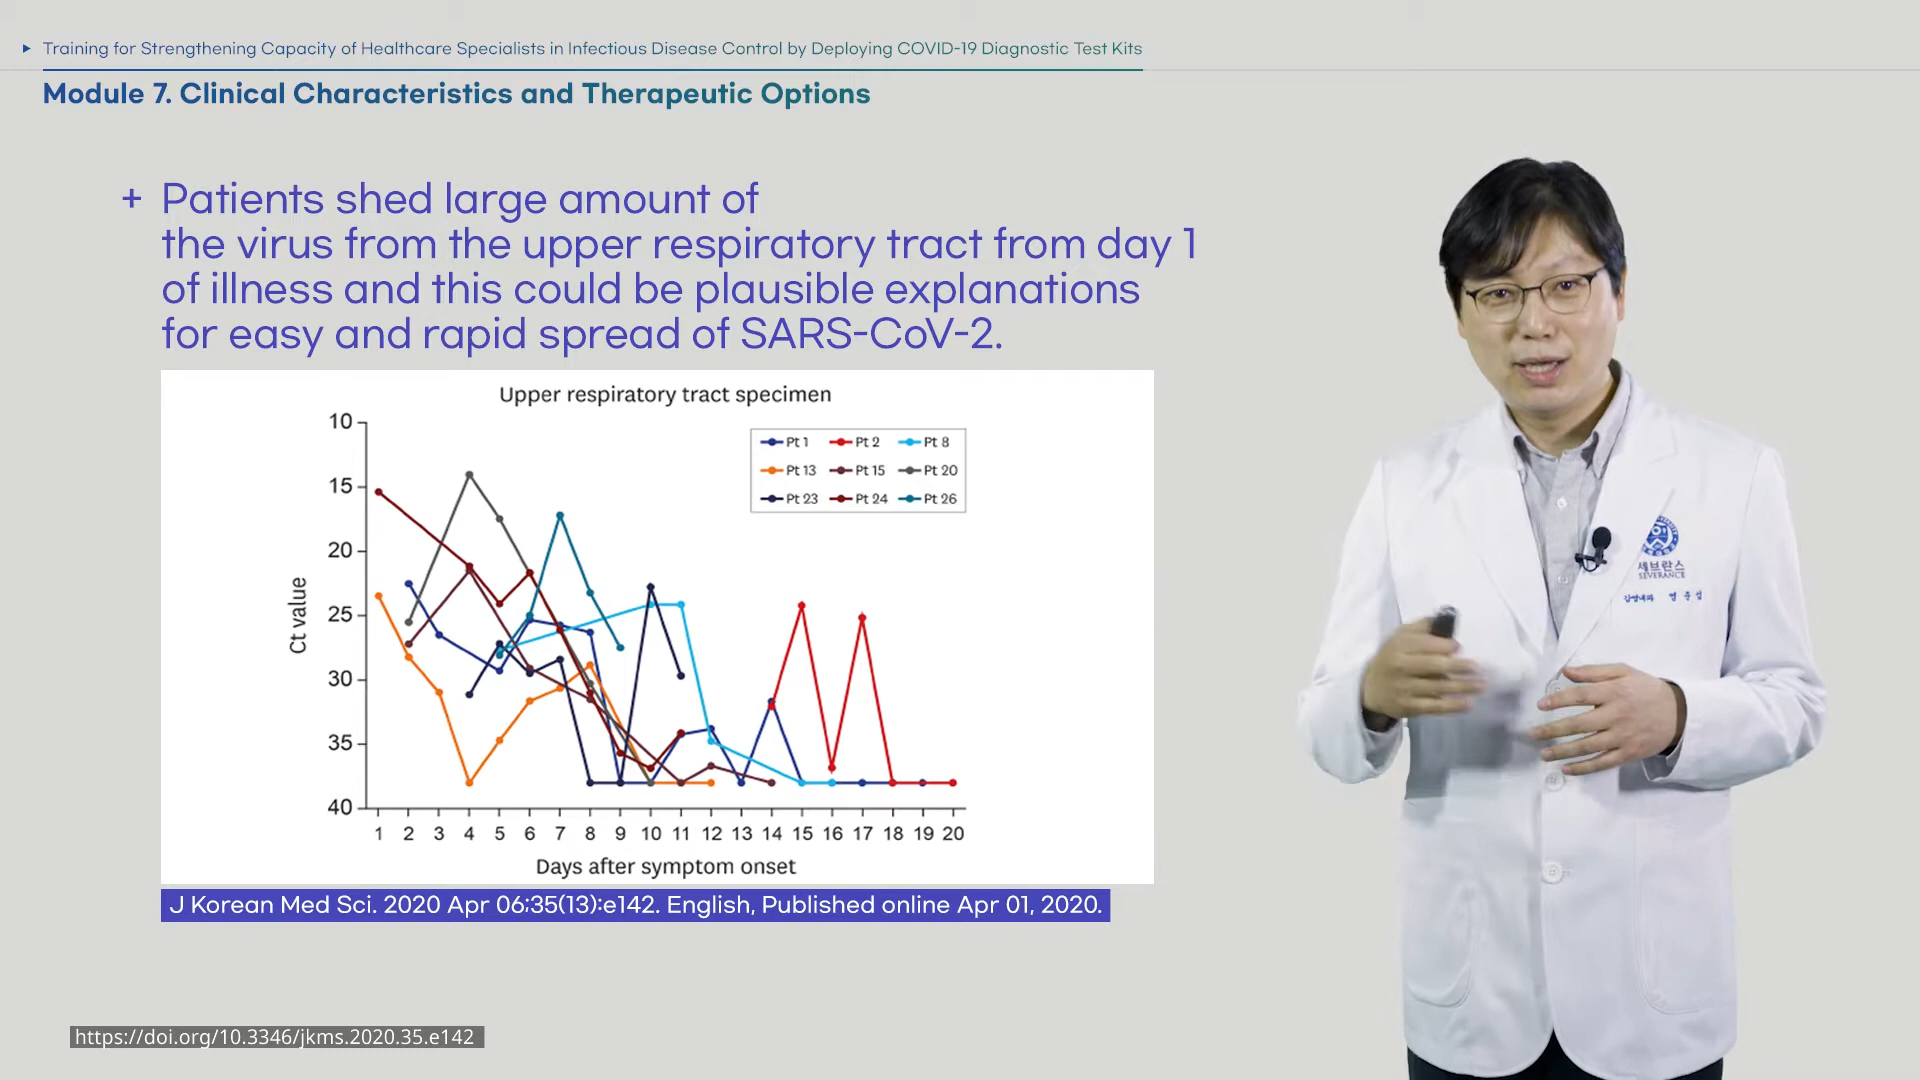 Training for Strengthening Capacity of Healthcare Specialists in Infectious Disease Control by Deploying COVID-19 Diagnostic Test Kits
Module 7. Clinical Characteristics and Therapeutic Options
+ Patients shed large amount of
the virus from the upper respiratory tract from day 1
of illness and this could be plausible explanations
for easy and rapid spread of SARS-CoV-2.
Upper respiratory tract specimen
Pt 1 Pt 2 Pt 8
Pt 13 Pt 15 Pt 20
Pt 23 Pt 24 Pt 26
Ct value
10
15
20
25
30
35
40
1 2 3 4 5 6 7 8 9 10 11 12 13 14 15 16 17 18 19 20
Days after symptom onset
J Korean Med Sci. 2020 Apr 06;35(13):e142. English, Published online Apr 01, 2020.
https://doi.org/10.3346/jkms.2020.35.e142
세브란스
SEVERANCE